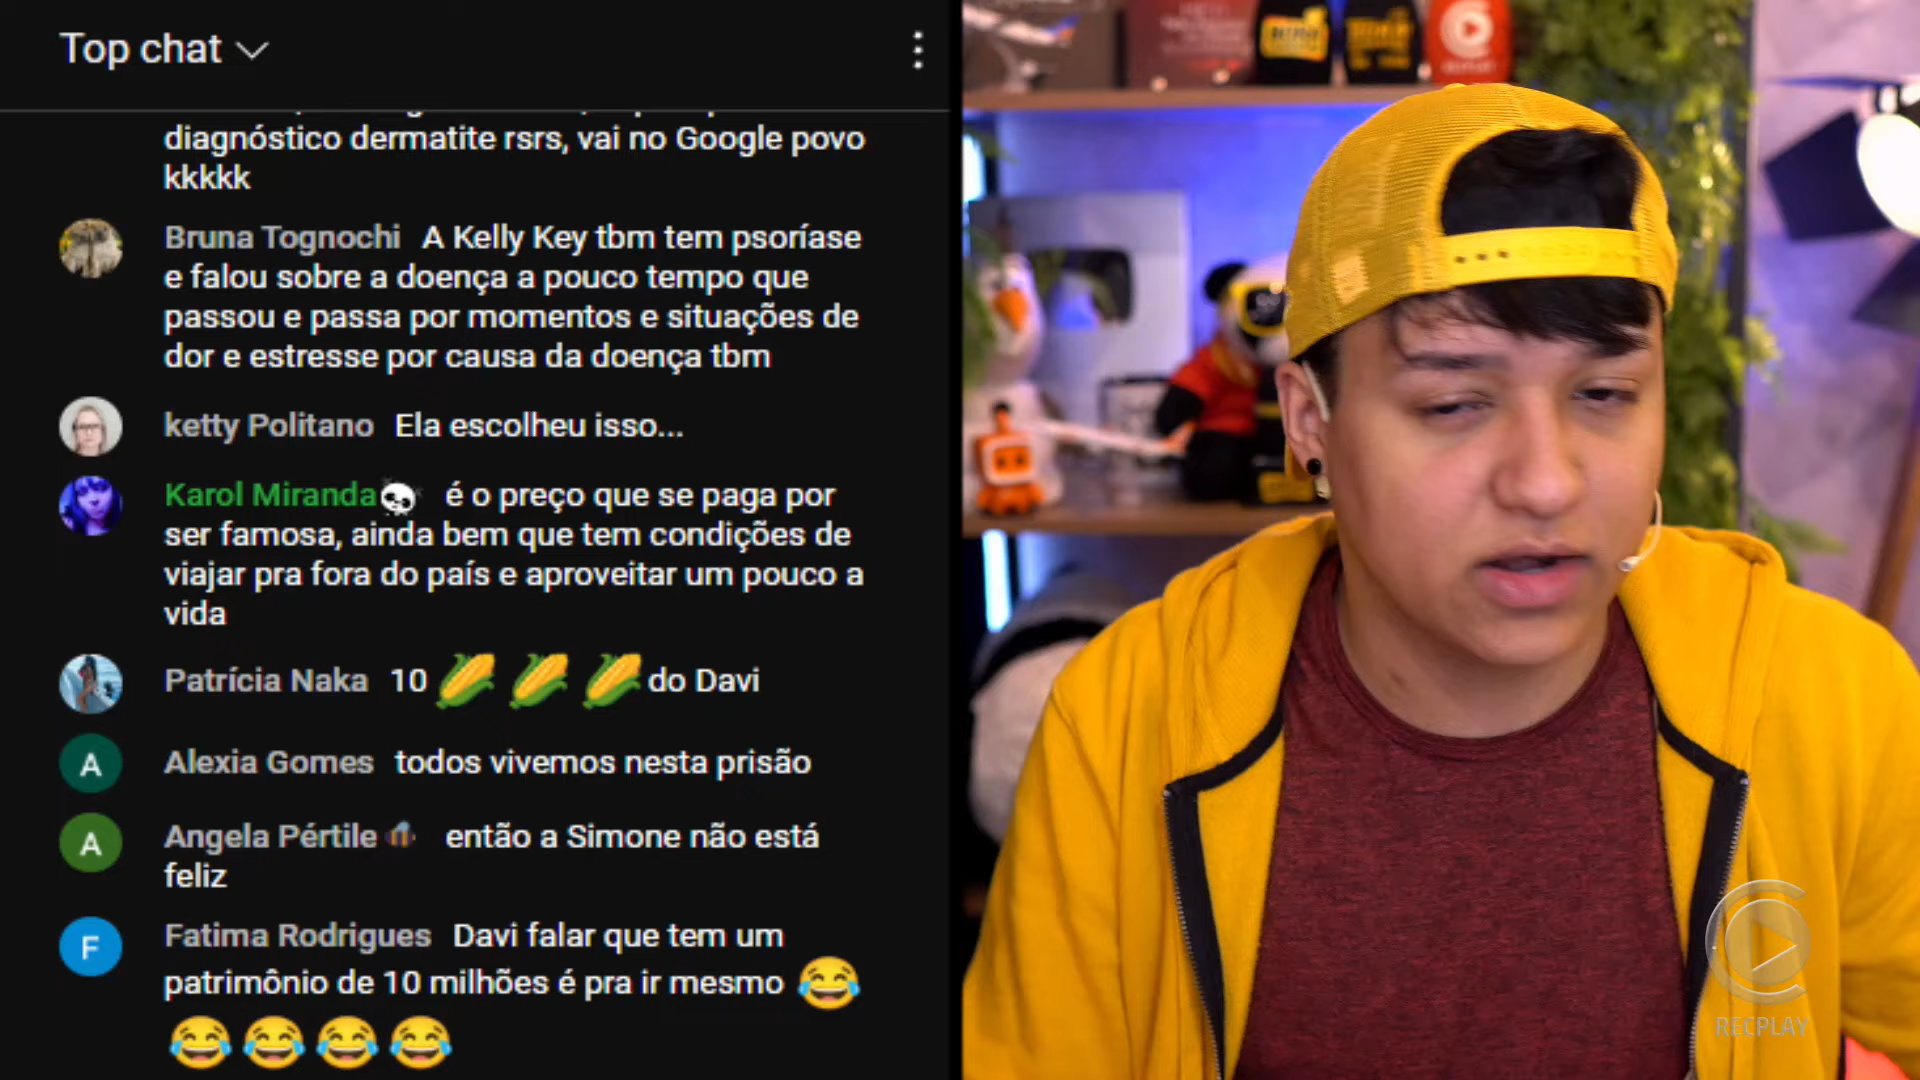 Top chat
diagnóstico dermatite rsrs, vai no Google povo
kkkkk
Bruna Tognochi A Kelly Key tbm tem psoríase
e falou sobre a doença a pouco tempo que
passou e passa por momentos e situações de
dor e estresse por causa da doença tbm
ketty Politano Ela escolheu isso...
Karol Miranda é o preço que se paga por
ser famosa, ainda bem que tem condições de
viajar pra fora do país e aproveitar um pouco a
vida
Patrícia Naka 10 🌽🌽🌽 do Davi
A Alexia Gomes todos vivemos nesta prisão
A Angela Pértile então a Simone não está
feliz
F Fatima Rodrigues Davi falar que tem um
patrimônio de 10 milhões é pra ir mesmo 😂
😂😂😂😂
RECPLAY